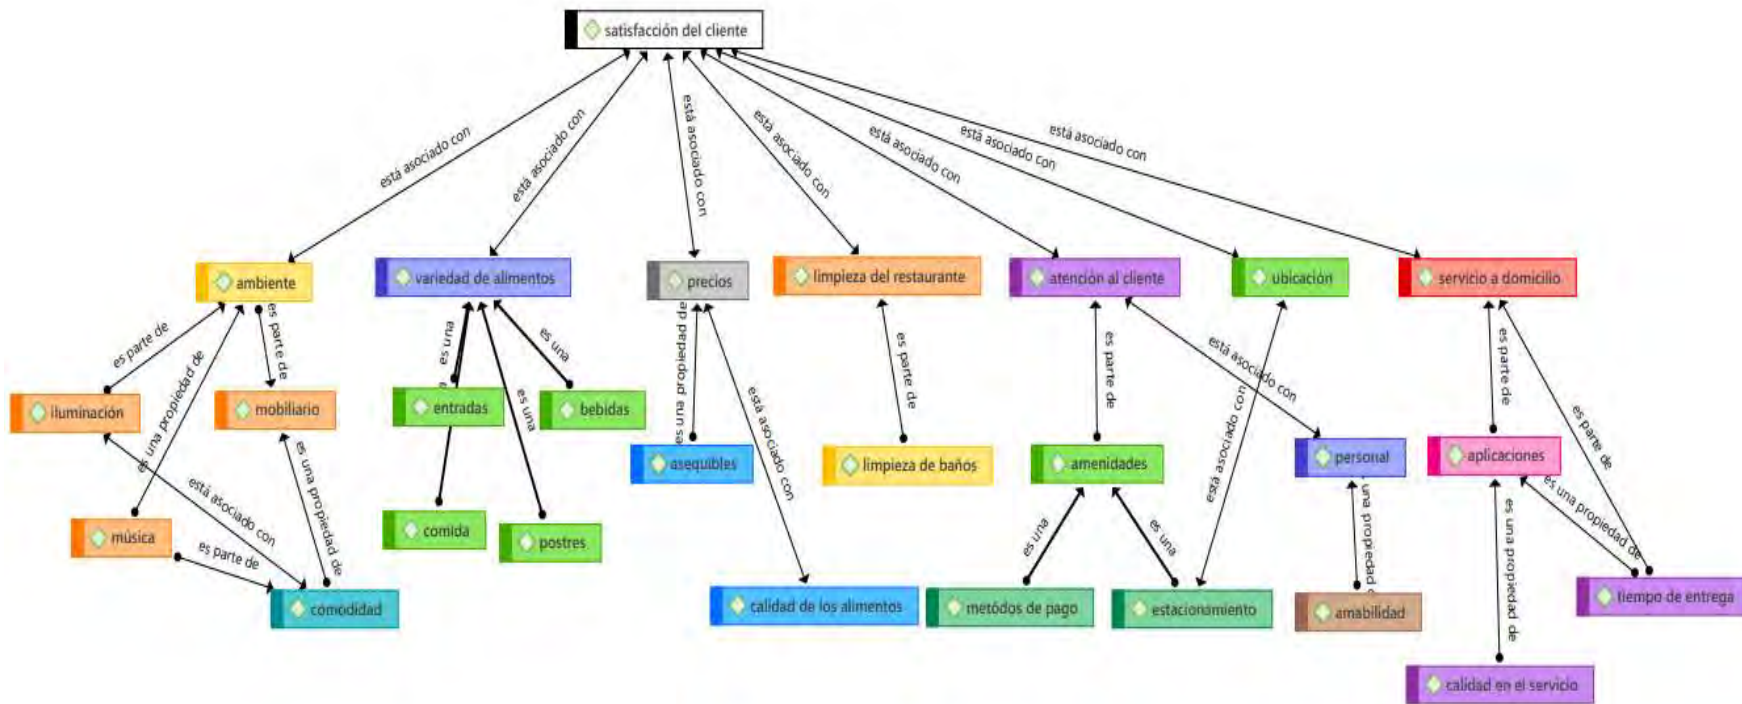 satisfacción del cliente
está asociado con
está asociado con
está asociado con
está asociado con
está asociado con
está asociado con
está asociado con
ambiente
variedad de alimentos
precios
limpieza del restaurante
atención al cliente
ubicación
servicio a domicilio
es parte de
es parte de
es una propiedad de
es una
es una
es una
es una propiedad de
está asociado con
es parte de
es parte de
está asociado con
está asociado con
es parte de
es parte de
iluminación
mobiliario
entradas
bebidas
asequibles
limpieza de baños
amenidades
personal
aplicaciones
está asociado con
es una propiedad de
es parte de
es una
es una
una propiedad
es una propiedad de
es una propiedad de
música
comida
postres
comodidad
calidad de los alimentos
metódos de pago
estacionamiento
amabilidad
tiempo de entrega
calidad en el servicio